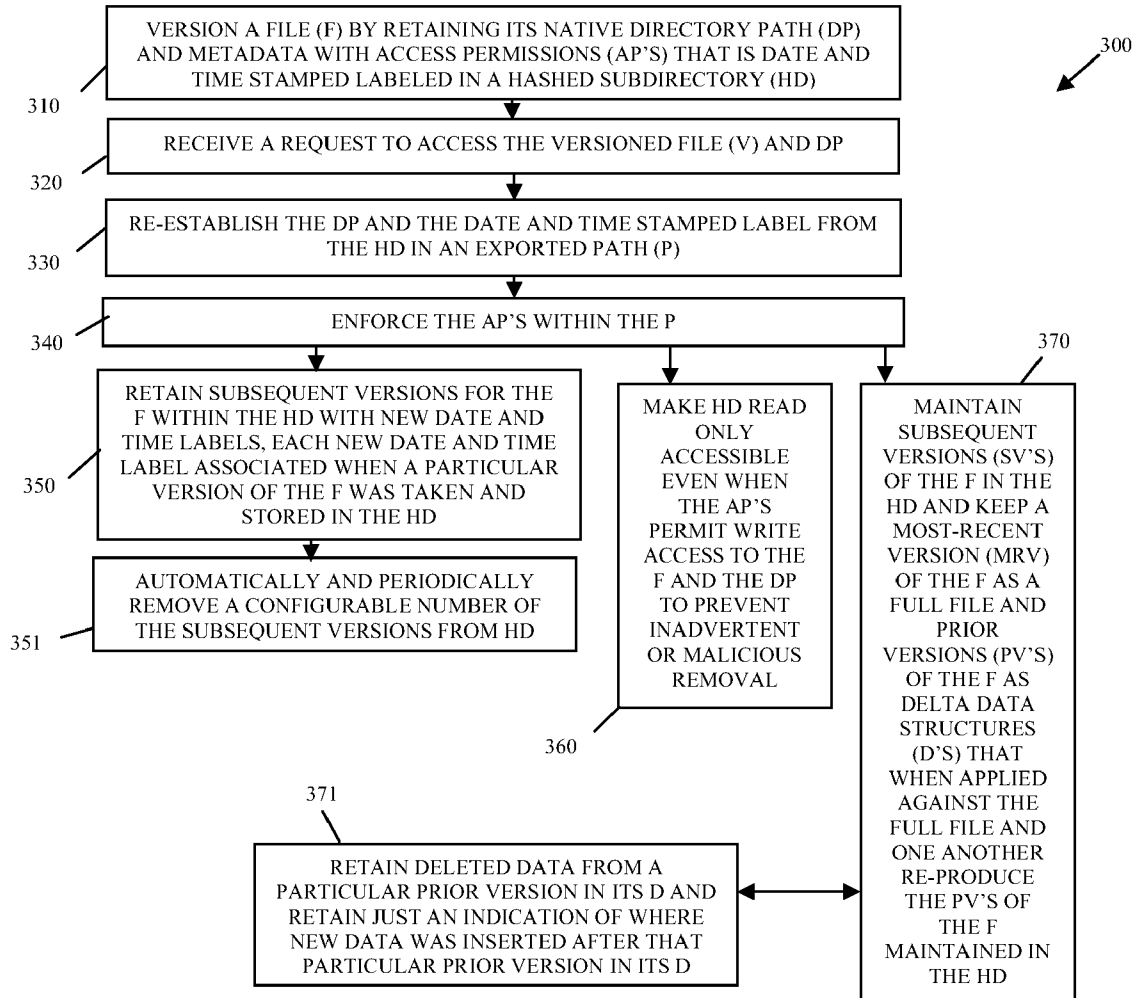 VERSION A FILE (F) BY RETAINING ITS NATIVE DIRECTORY PATH (DP)
AND METADATA WITH ACCESS PERMISSIONS (AP'S) THAT IS DATE AND
TIME STAMPED LABELED IN A HASHED SUBDIRECTORY (HD)
300
310
RECEIVE A REQUEST TO ACCESS THE VERSIONED FILE (V) AND DP
320
RE-ESTABLISH THE DP AND THE DATE AND TIME STAMPED LABEL FROM
THE HD IN AN EXPORTED PATH (P)
330
ENFORCE THE AP'S WITHIN THE P
340
RETAIN SUBSEQUENT VERSIONS FOR THE
F WITHIN THE HD WITH NEW DATE AND
TIME LABELS, EACH NEW DATE AND TIME
LABEL ASSOCIATED WHEN A PARTICULAR
VERSION OF THE F WAS TAKEN AND
STORED IN THE HD
350
AUTOMATICALLY AND PERIODICALLY
REMOVE A CONFIGURABLE NUMBER OF
THE SUBSEQUENT VERSIONS FROM HD
351
MAKE HD READ
ONLY
ACCESSIBLE
EVEN WHEN
THE AP'S
PERMIT WRITE
ACCESS TO THE
F AND THE DP
TO PREVENT
INADVERTENT
OR MALICIOUS
REMOVAL
360
370
MAINTAIN
SUBSEQUENT
VERSIONS (SV'S)
OF THE F IN THE
HD AND KEEP A
MOST-RECENT
VERSION (MRV)
OF THE F AS A
FULL FILE AND
PRIOR
VERSIONS (PV'S)
OF THE F AS
DELTA DATA
STRUCTURES
(D'S) THAT
WHEN APPLIED
AGAINST THE
FULL FILE AND
ONE ANOTHER
RE-PRODUCE
THE PV'S OF
THE F
MAINTAINED IN
THE HD
371
RETAIN DELETED DATA FROM A
PARTICULAR PRIOR VERSION IN ITS D AND
RETAIN JUST AN INDICATION OF WHERE
NEW DATA WAS INSERTED AFTER THAT
PARTICULAR PRIOR VERSION IN ITS D